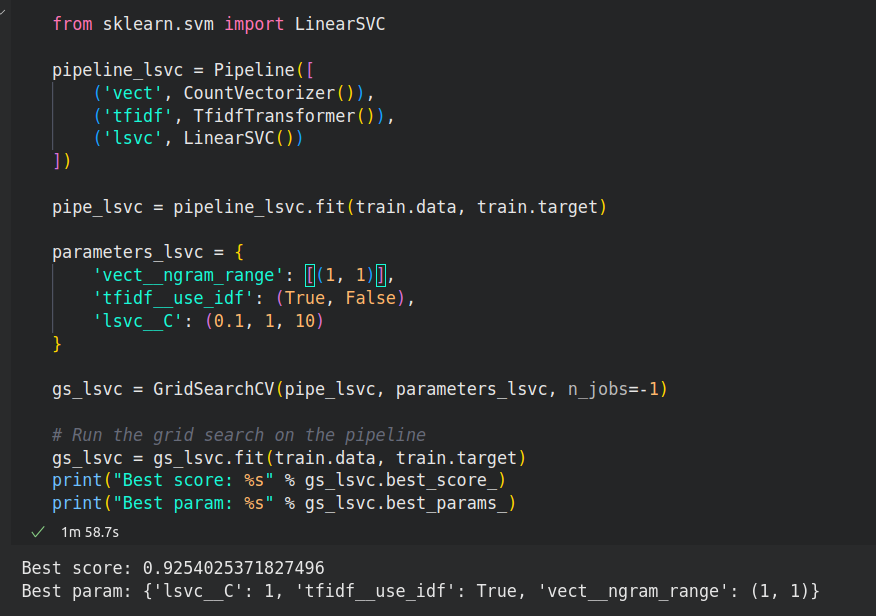 from sklearn.svm import LinearSVC
pipeline_lsvc = Pipeline([
('vect', CountVectorizer()),
('tfidf', TfidfTransformer()),
('lsvc', LinearSVC())
])
pipe_lsvc = pipeline_lsvc.fit(train.data, train.target)
parameters_lsvc = {
'vect__ngram_range': [(1, 1)],
'tfidf__use_idf': (True, False),
'lsvc__C': (0.1, 1, 10)
}
gs_lsvc = GridSearchCV(pipe_lsvc, parameters_lsvc, n_jobs=-1)
# Run the grid search on the pipeline
gs_lsvc = gs_lsvc.fit(train.data, train.target)
print("Best score: %s" % gs_lsvc.best_score_)
print("Best param: %s" % gs_lsvc.best_params_)
1m 58.7s
Best score: 0.9254025371827496
Best param: {'lsvc__C': 1, 'tfidf__use_idf': True, 'vect__ngram_range': (1, 1)}